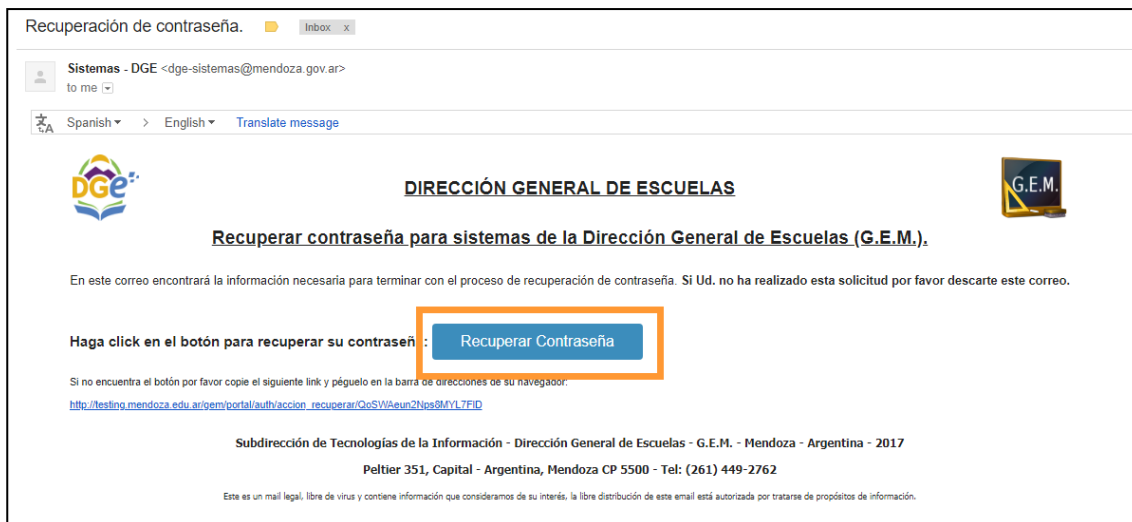 Recuperación de contraseña. Inbox x
Sistemas - DGE <dge-sistemas@mendoza.gov.ar>
to me
Spanish > English Translate message
DGe
DIRECCIÓN GENERAL DE ESCUELAS
G.E.M.
Recuperar contraseña para sistemas de la Dirección General de Escuelas (G.E.M.).
En este correo encontrará la información necesaria para terminar con el proceso de recuperación de contraseña. Si Ud. no ha realizado esta solicitud por favor descarte este correo.
Haga click en el botón para recuperar su contraseñ : Recuperar Contraseña
Si no encuentra el botón por favor copie el siguiente link y péguelo en la barra de direcciones de su navegador:
http://testing.mendoza.edu.ar/gem/portal/auth/accion_recuperar/QoSWAeun2Nps8MYL7FID
Subdirección de Tecnologías de la Información - Dirección General de Escuelas - G.E.M. - Mendoza - Argentina - 2017
Peltier 351, Capital - Argentina, Mendoza CP 5500 - Tel: (261) 449-2762
Este es un mail legal, libre de virus y contiene información que consideramos de su interés, la libre distribución de este email está autorizada por tratarse de propósitos de información.